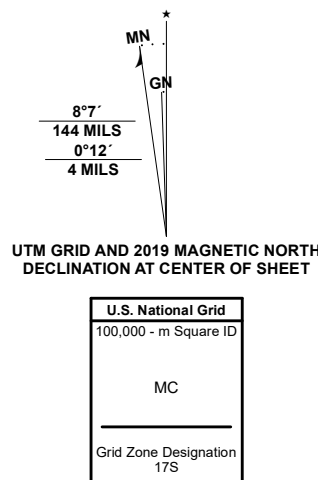 ★
MN
GN
8°7´
144 MILS
0°12´
4 MILS
UTM GRID AND 2019 MAGNETIC NORTH
DECLINATION AT CENTER OF SHEET
U.S. National Grid
100,000 - m Square ID
MC
Grid Zone Designation
17S